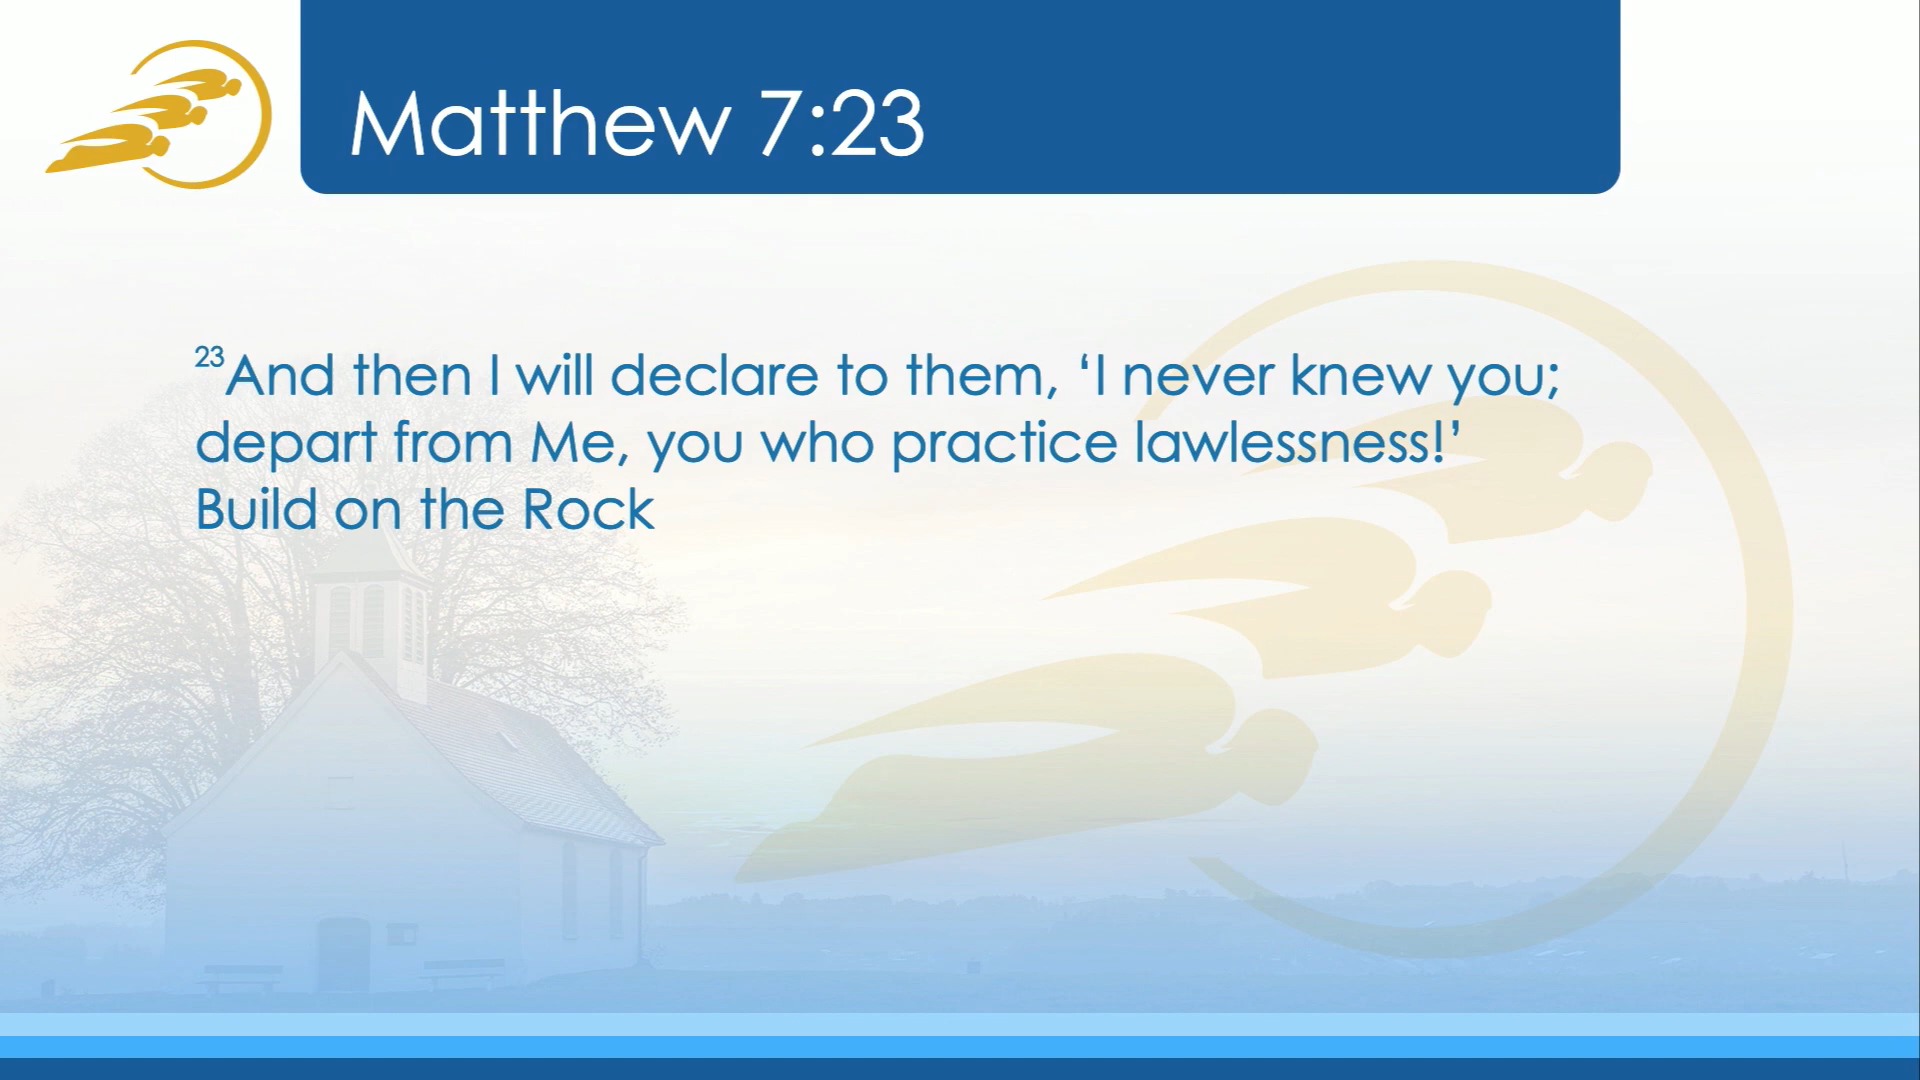 Matthew 7:23
23And then I will declare to them, ‘I never knew you;
depart from Me, you who practice lawlessness!’
Build on the Rock